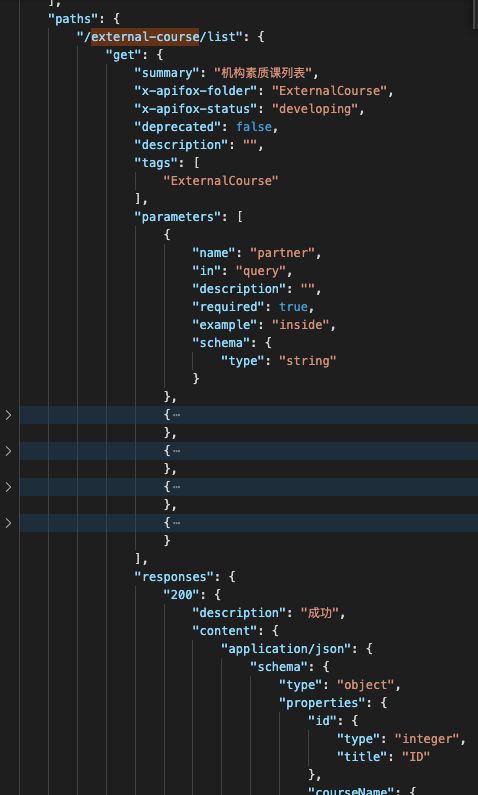 ],
"paths": {
"/external-course/list": {
"get": {
"summary": "机构素质课列表",
"x-apifox-folder": "ExternalCourse",
"x-apifox-status": "developing",
"deprecated": false,
"description": "",
"tags": [
"ExternalCourse"
],
"parameters": [
{
"name": "partner",
"in": "query",
"description": "",
"required": true,
"example": "inside",
"schema": {
"type": "string"
}
},
{ ⋯
},
{ ⋯
},
{ ⋯
},
{ ⋯
}
],
"responses": {
"200": {
"description": "成功",
"content": {
"application/json": {
"schema": {
"type": "object",
"properties": {
"id": {
"type": "integer",
"title": "ID"
},
"courseName": {